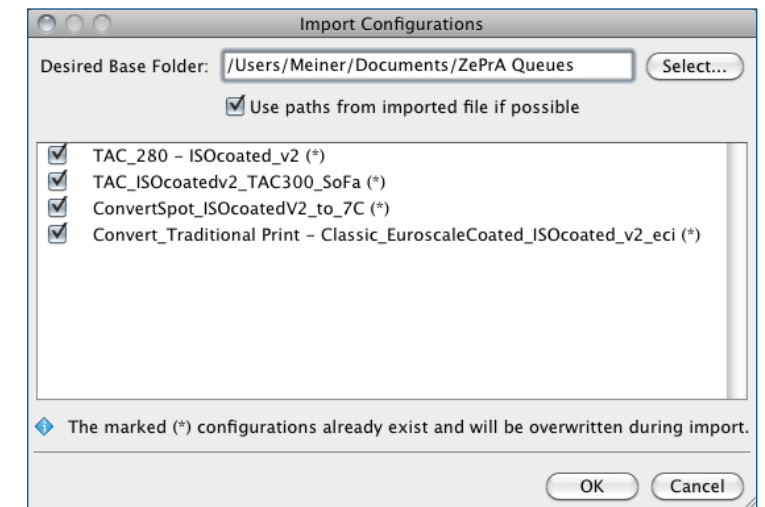 Import Configurations
Desired Base Folder: /Users/Meiner/Documents/ZePrA Queues Select...
Use paths from imported file if possible
TAC_280 – ISOcoated_v2 (*)
TAC_ISOcoatedv2_TAC300_SoFa (*)
ConvertSpot_ISOcoatedV2_to_7C (*)
Convert_Traditional Print – Classic_EuroscaleCoated_ISOcoated_v2_eci (*)
The marked (*) configurations already exist and will be overwritten during import.
OK Cancel